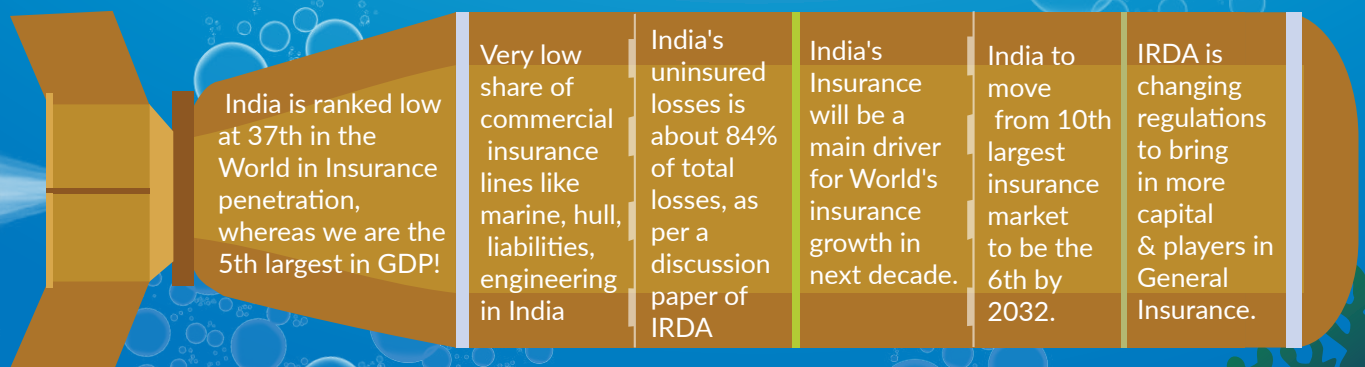 India is ranked low
at 37th in the
World in Insurance
penetration,
whereas we are the
5th largest in GDP!
Very low
share of
commercial
insurance
lines like
marine, hull,
liabilities,
engineering
in India
India's
uninsured
losses is
about 84%
of total
losses, as
per a
discussion
paper of
IRDA
India's
Insurance
will be a
main driver
for World's
insurance
growth in
next decade.
India to
move
from 10th
largest
insurance
market
to be the
6th by
2032.
IRDA is
changing
regulations
to bring
in more
capital
& players in
General
Insurance.